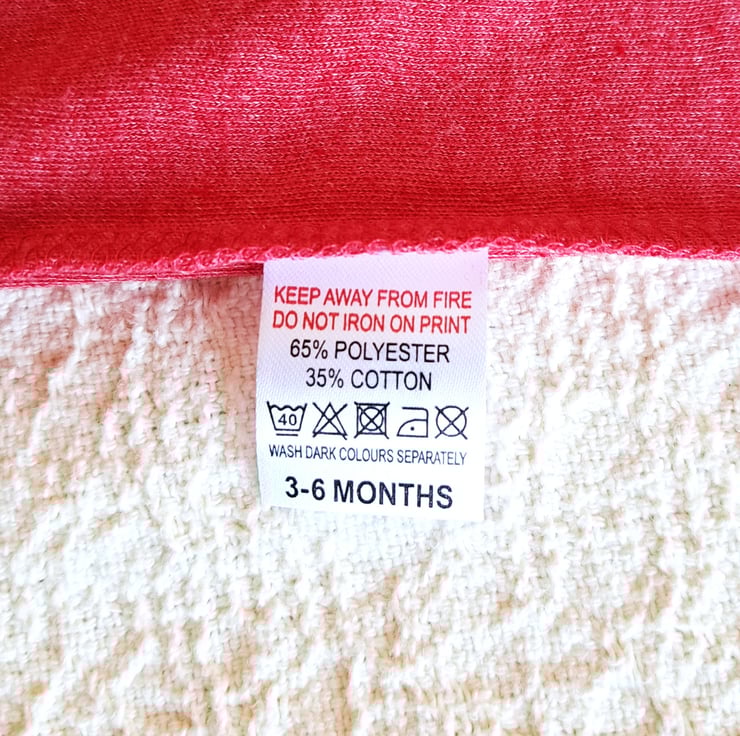 KEEP AWAY FROM FIRE
DO NOT IRON ON PRINT
65% POLYESTER
35% COTTON
40
WASH DARK COLOURS SEPARATELY
3-6 MONTHS